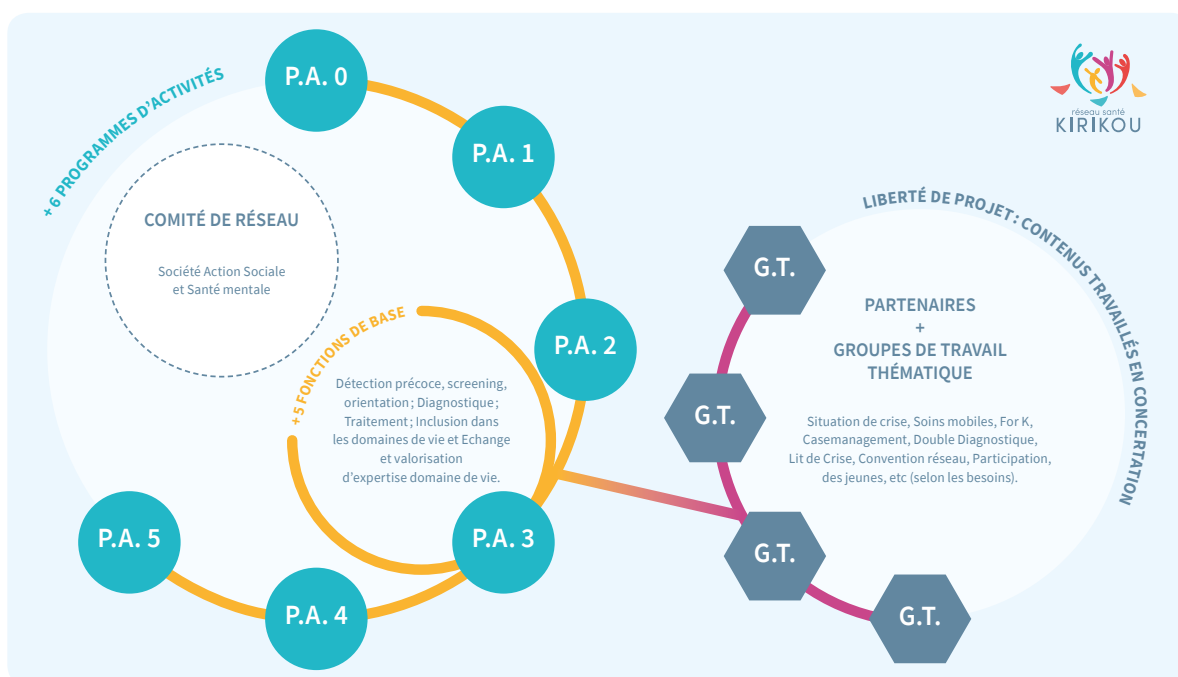 + 6 PROGRAMMES D'ACTIVITÉS
P.A. 0
P.A. 1
P.A. 2
P.A. 3
P.A. 4
P.A. 5
COMITÉ DE RÉSEAU
Société Action Sociale
et Santé mentale
+ 5 FONCTIONS DE BASE
Détection précoce, screening,
orientation ; Diagnostique ;
Traitement ; Inclusion dans
les domaines de vie et Echange
et valorisation
d'expertise domaine de vie.
réseau santé
KIRIKOU
LIBERTÉ DE PROJET : CONTENUS TRAVAILLÉS EN CONCERTATION
G.T.
G.T.
G.T.
G.T.
PARTENAIRES
+
GROUPES DE TRAVAIL
THÉMATIQUE
Situation de crise, Soins mobiles, For K,
Casemanagement, Double Diagnostique,
Lit de Crise, Convention réseau, Participation,
des jeunes, etc (selon les besoins).